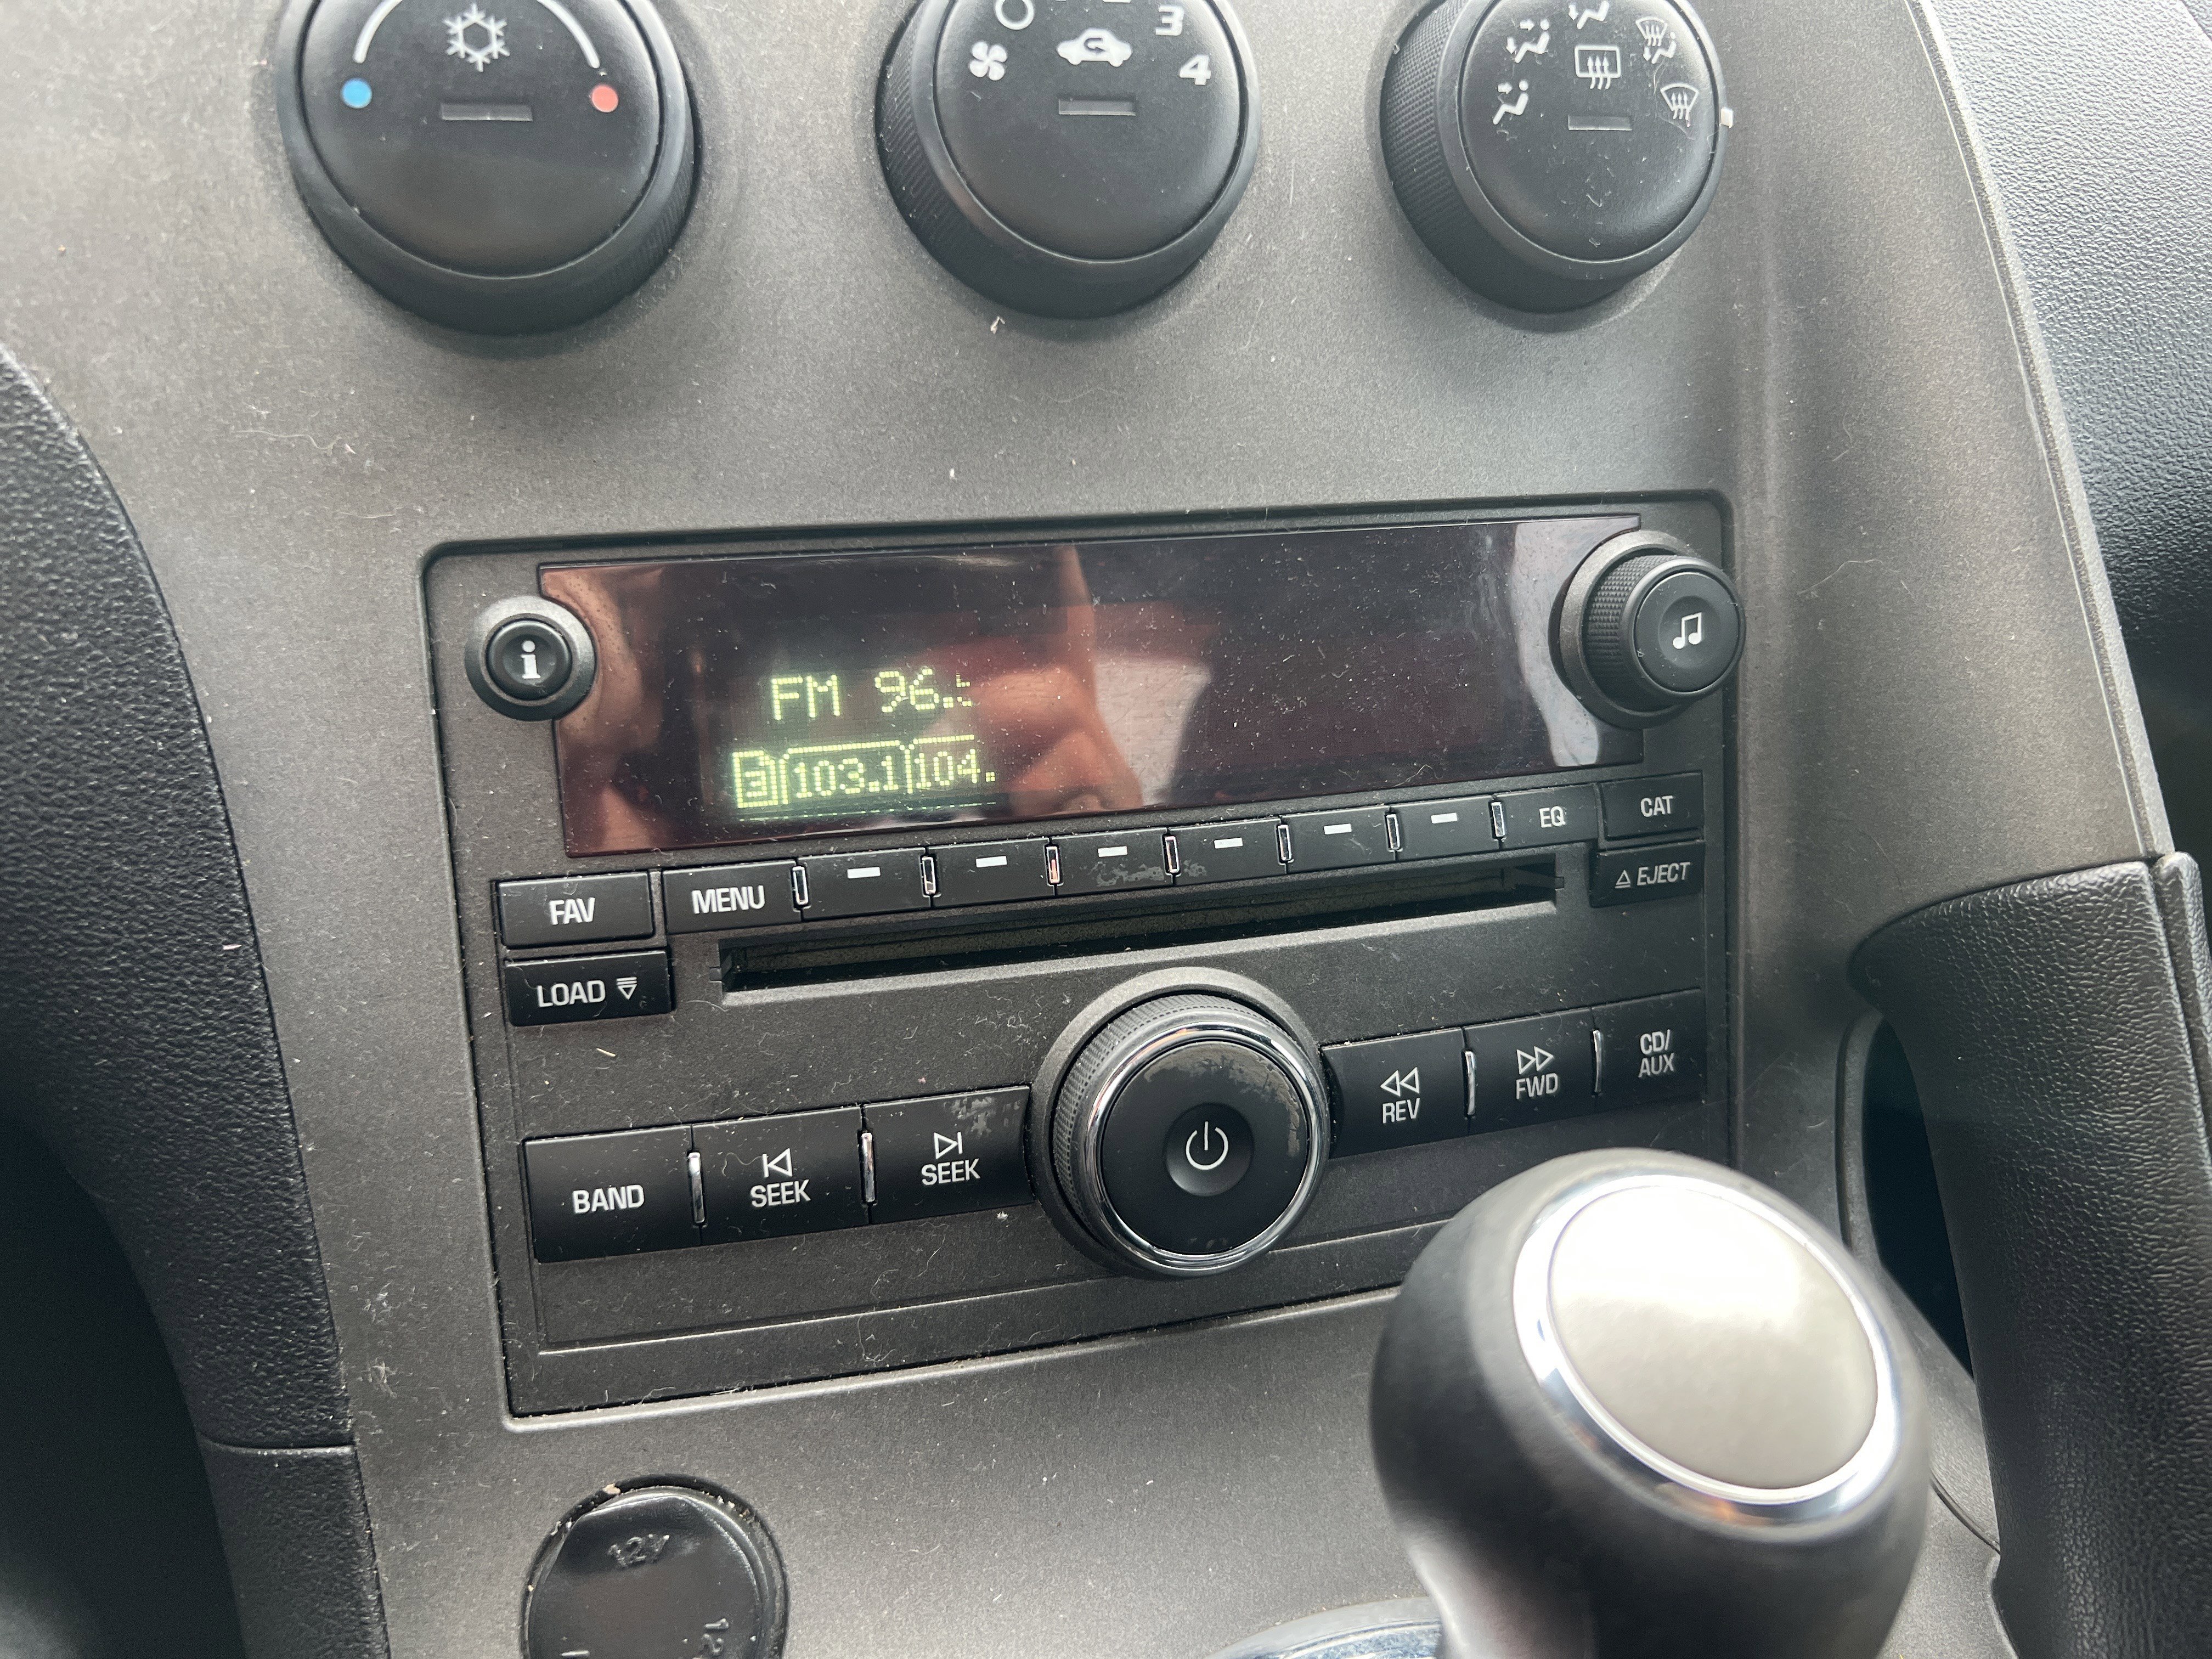 3
4
i
FM 96.
3 103.1 104.
EQ
CAT
FAV
MENU
EJECT
LOAD
BAND
SEEK
SEEK
REV
FWD
CD/
AUX
12V
12